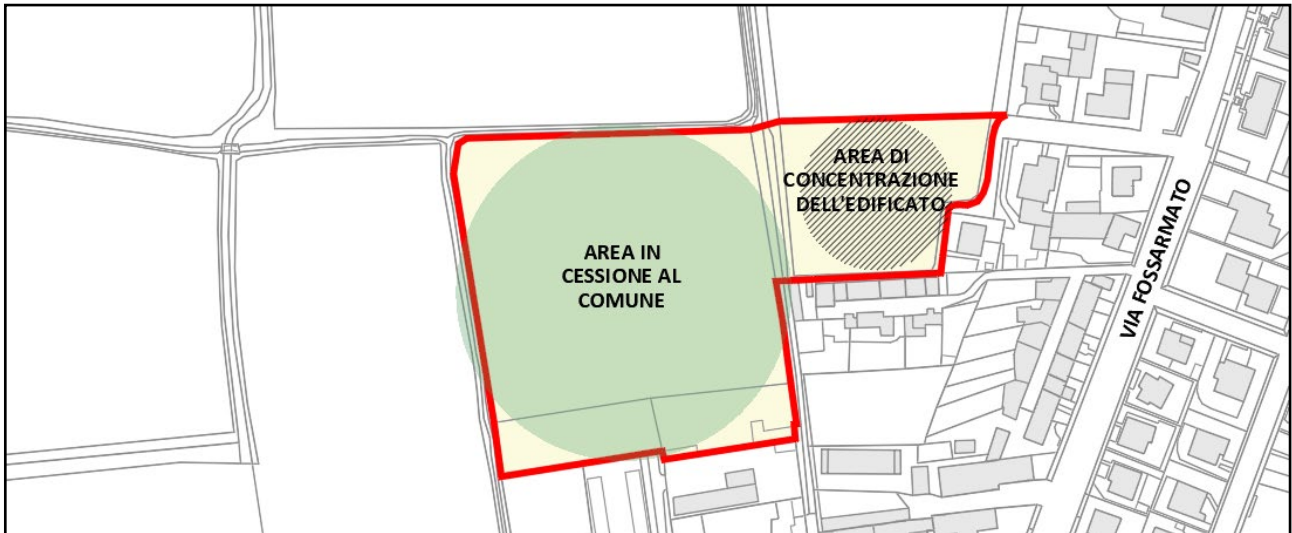 AREA DI
CONCENTRAZIONE
DELL'EDIFICATO
AREA IN
CESSIONE AL
COMUNE
VIA FOSSARMATO